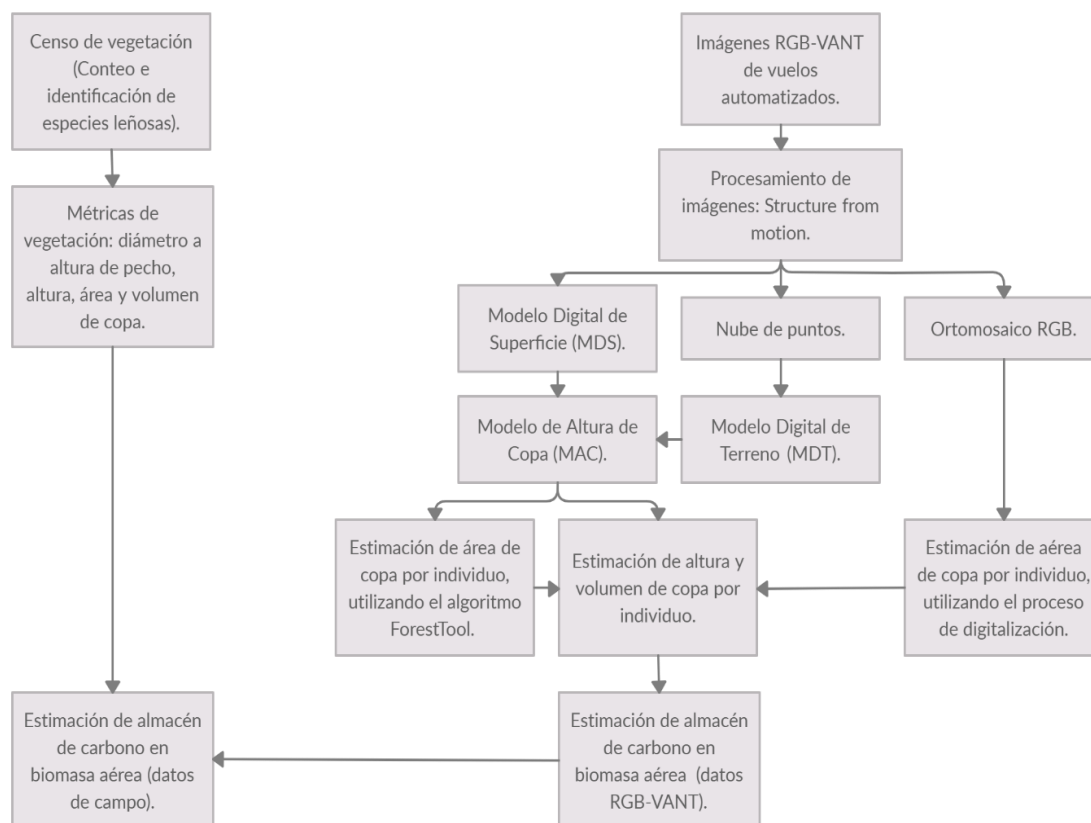 Censo de vegetación
(Conteo e
identificación de
especies leñosas).
Métricas de
vegetación: diámetro a
altura de pecho,
altura, área y volumen
de copa.
Imágenes RGB-VANT
de vuelos
automatizados.
Procesamiento de
imágenes: Structure from
motion.
Modelo Digital de
Superficie (MDS).
Nube de puntos.
Ortomosaico RGB.
Modelo de Altura de
Copa (MAC).
Modelo Digital de
Terreno (MDT).
Estimación de área de
copa por individuo,
utilizando el algoritmo
ForestTool.
Estimación de altura y
volumen de copa por
individuo.
Estimación de aérea
de copa por individuo,
utilizando el proceso
de digitalización.
Estimación de almacén
de carbono en
biomasa aérea (datos
de campo).
Estimación de almacén
de carbono en
biomasa aérea (datos
RGB-VANT).